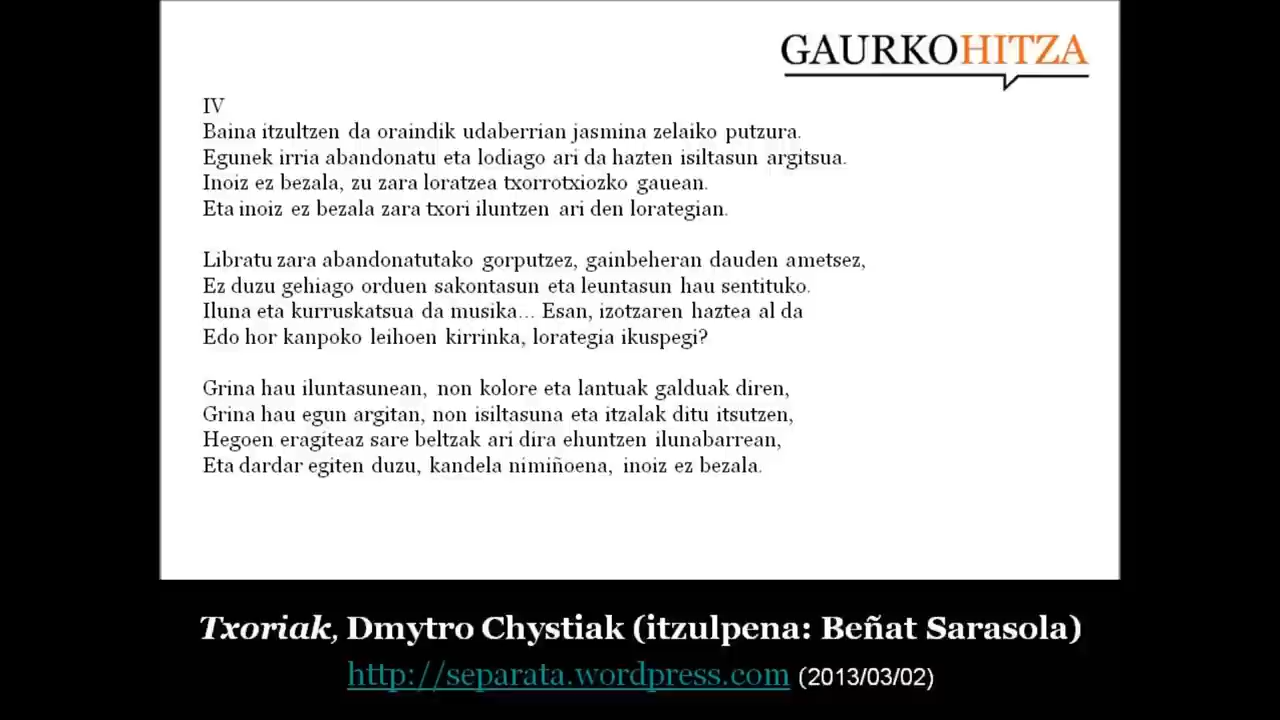 GAURKOHITZA
IV
Baina itzultzen da oraindik udaberrian jasmina zelaiko putzura.
Egunek irria abandonatu eta lodiago ari da hazten isiltasun argitsua.
Inoiz ez bezala, zu zara loratzea txorrotxiozko gauean.
Eta inoiz ez bezala zara txori iluntzen ari den lorategian.
Libratu zara abandonatutako gorputzez, gainbeheran dauden ametsez,
Ez duzu gehiago orduen sakontasun eta leuntasun hau sentituko.
Iluna eta kurruskatsua da musika... Esan, izotzaren haztea al da
Edo hor kanpoko leihoen kirrinka, lorategia ikuspegi?
Grina hau iluntasunean, non kolore eta lantuak galduak diren,
Grina hau egun argitan, non isiltasuna eta itzalak ditu itsutzen,
Hegoen eragiteaz sare beltzak ari dira ehuntzen ilunabarrean,
Eta dardar egiten duzu, kandela nimiñoena, inoiz ez bezala.
Txoriak, Dmytro Chystiak (itzulpena: Beñat Sarasola)
http://separata.wordpress.com (2013/03/02)